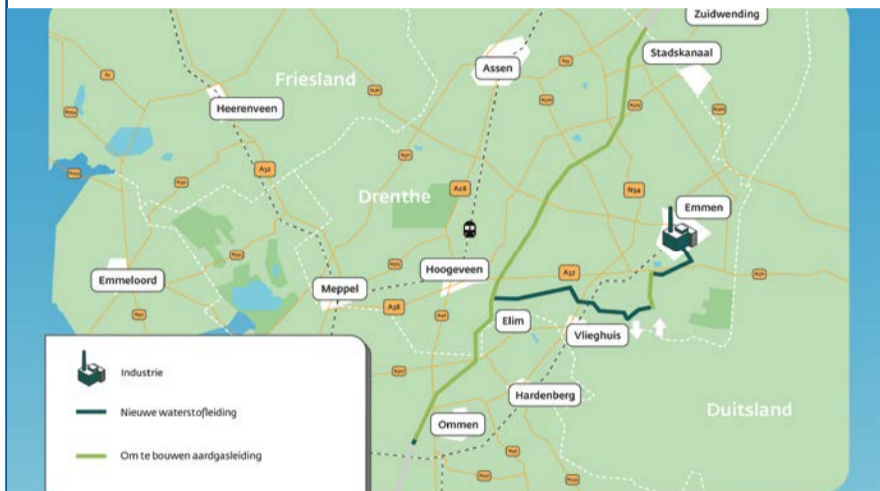 Zuidwending
Stadskanaal
Assen
Friesland
Heerenveen
A32
Drenthe
A28
N34
Emmen
Emmeloord
Meppel
Hoogeveen
A37
A28
Elim
Vlieghuis
Hardenberg
Ommen
Duitsland
Industrie
Nieuwe waterstofleiding
Om te bouwen aardgasleiding